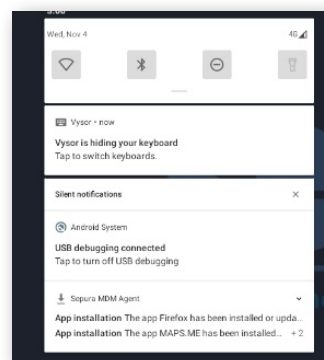 Wed, Nov 4
4G
Vysor • now
Vysor is hiding your keyboard
Tap to switch keyboards.
Silent notifications
Android System
USB debugging connected
Tap to turn off USB debugging
Sepura MDM Agent
App installation The app Firefox has been installed or upda...
App installation The app MAPS.ME has been installed... + 2